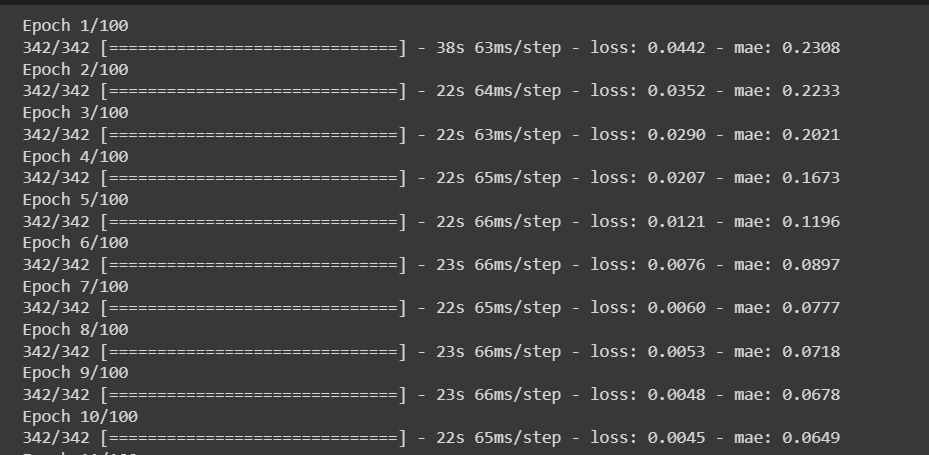 Epoch 1/100
342/342 [==============================] - 38s 63ms/step - loss: 0.0442 - mae: 0.2308
Epoch 2/100
342/342 [==============================] - 22s 64ms/step - loss: 0.0352 - mae: 0.2233
Epoch 3/100
342/342 [==============================] - 22s 63ms/step - loss: 0.0290 - mae: 0.2021
Epoch 4/100
342/342 [==============================] - 22s 65ms/step - loss: 0.0207 - mae: 0.1673
Epoch 5/100
342/342 [==============================] - 22s 66ms/step - loss: 0.0121 - mae: 0.1196
Epoch 6/100
342/342 [==============================] - 23s 66ms/step - loss: 0.0076 - mae: 0.0897
Epoch 7/100
342/342 [==============================] - 22s 65ms/step - loss: 0.0060 - mae: 0.0777
Epoch 8/100
342/342 [==============================] - 23s 66ms/step - loss: 0.0053 - mae: 0.0718
Epoch 9/100
342/342 [==============================] - 23s 66ms/step - loss: 0.0048 - mae: 0.0678
Epoch 10/100
342/342 [==============================] - 22s 65ms/step - loss: 0.0045 - mae: 0.0649